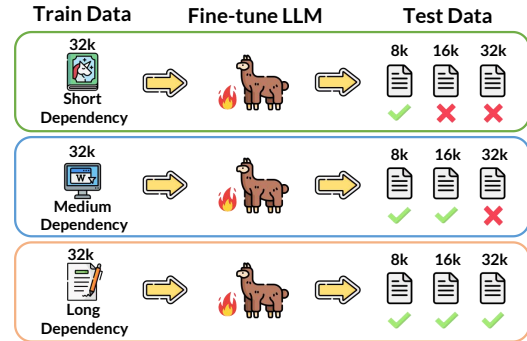 Train Data Fine-tune LLM Test Data
32k 8k 16k 32k
Short
Dependency
32k 8k 16k 32k
W
Medium
Dependency
32k 8k 16k 32k
Long
Dependency